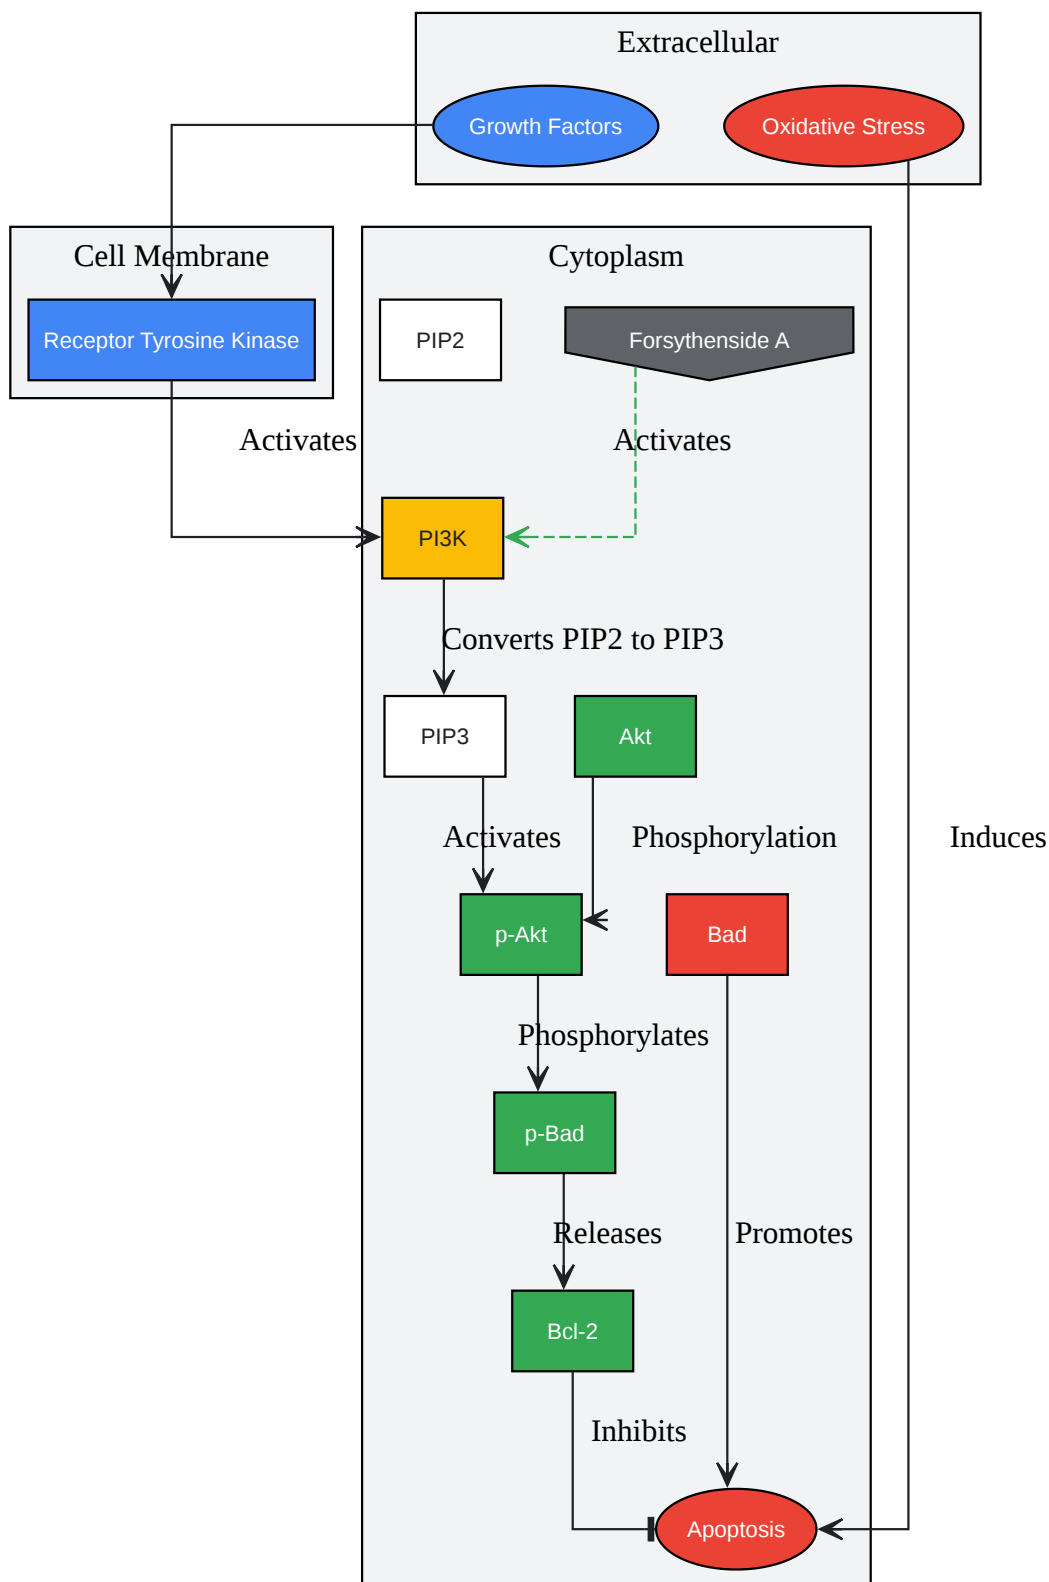 Extracellular
Growth Factors
Oxidative Stress
Cell Membrane
Receptor Tyrosine Kinase
Cytoplasm
PIP2
Forsythenside A
Activates
Activates
PI3K
Converts PIP2 to PIP3
PIP3
Akt
Activates
Phosphorylation
Induces
p-Akt
Bad
Phosphorylates
p-Bad
Releases
Promotes
Bcl-2
Inhibits
Apoptosis